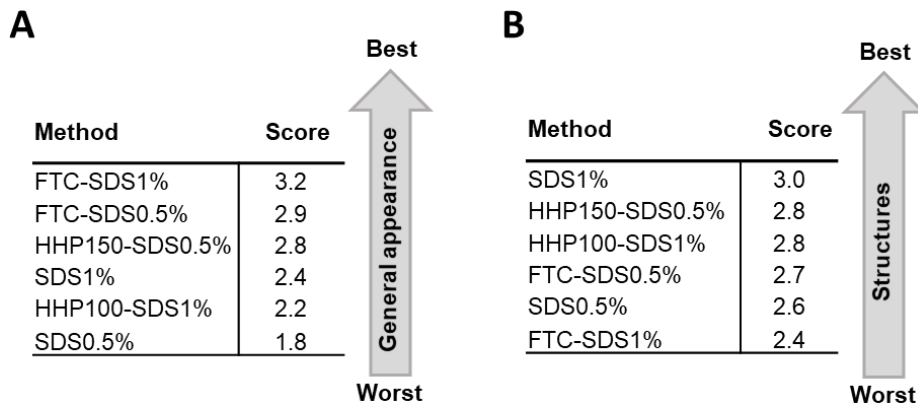 A
Best
Method Score
FTC-SDS1% 3.2
FTC-SDS0.5% 2.9
HHP150-SDS0.5% 2.8
SDS1% 2.4
HHP100-SDS1% 2.2
SDS0.5% 1.8
General appearance
Worst
B
Best
Method Score
SDS1% 3.0
HHP150-SDS0.5% 2.8
HHP100-SDS1% 2.8
FTC-SDS0.5% 2.7
SDS0.5% 2.6
FTC-SDS1% 2.4
Structures
Worst